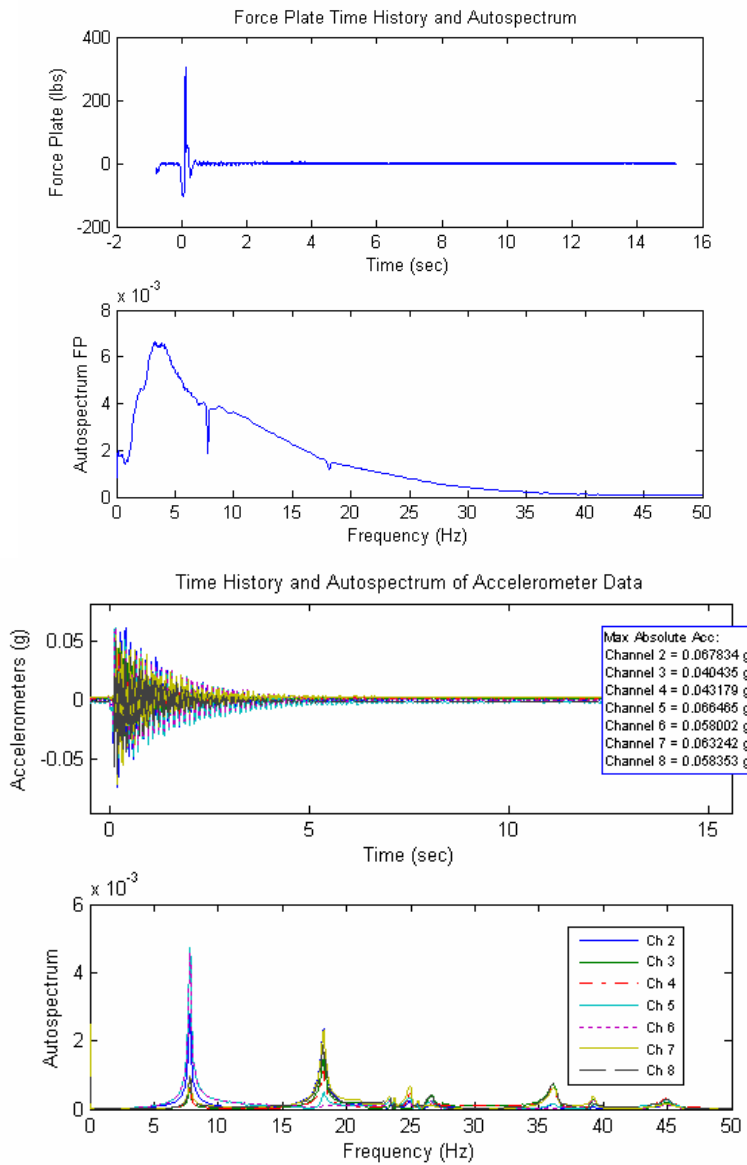 Force Plate Time History and Autospectrum
Force Plate (lbs)
400
200
0
-200
-2 0 2 4 6 8 10 12 14 16
Time (sec)
x 10^-3
Autospectrum FP
8
6
4
2
0
0 5 10 15 20 25 30 35 40 45 50
Frequency (Hz)
Time History and Autospectrum of Accelerometer Data
Accelerometers (g)
0.05
0
-0.05
Max Absolute Acc:
Channel 2 = 0.067834 g
Channel 3 = 0.040435 g
Channel 4 = 0.043179 g
Channel 5 = 0.066465 g
Channel 6 = 0.058002 g
Channel 7 = 0.063242 g
Channel 8 = 0.058353 g
0 5 10 15
Time (sec)
x 10^-3
Autospectrum
6
4
2
0
Ch 2
Ch 3
Ch 4
Ch 5
Ch 6
Ch 7
Ch 8
0 5 10 15 20 25 30 35 40 45 50
Frequency (Hz)